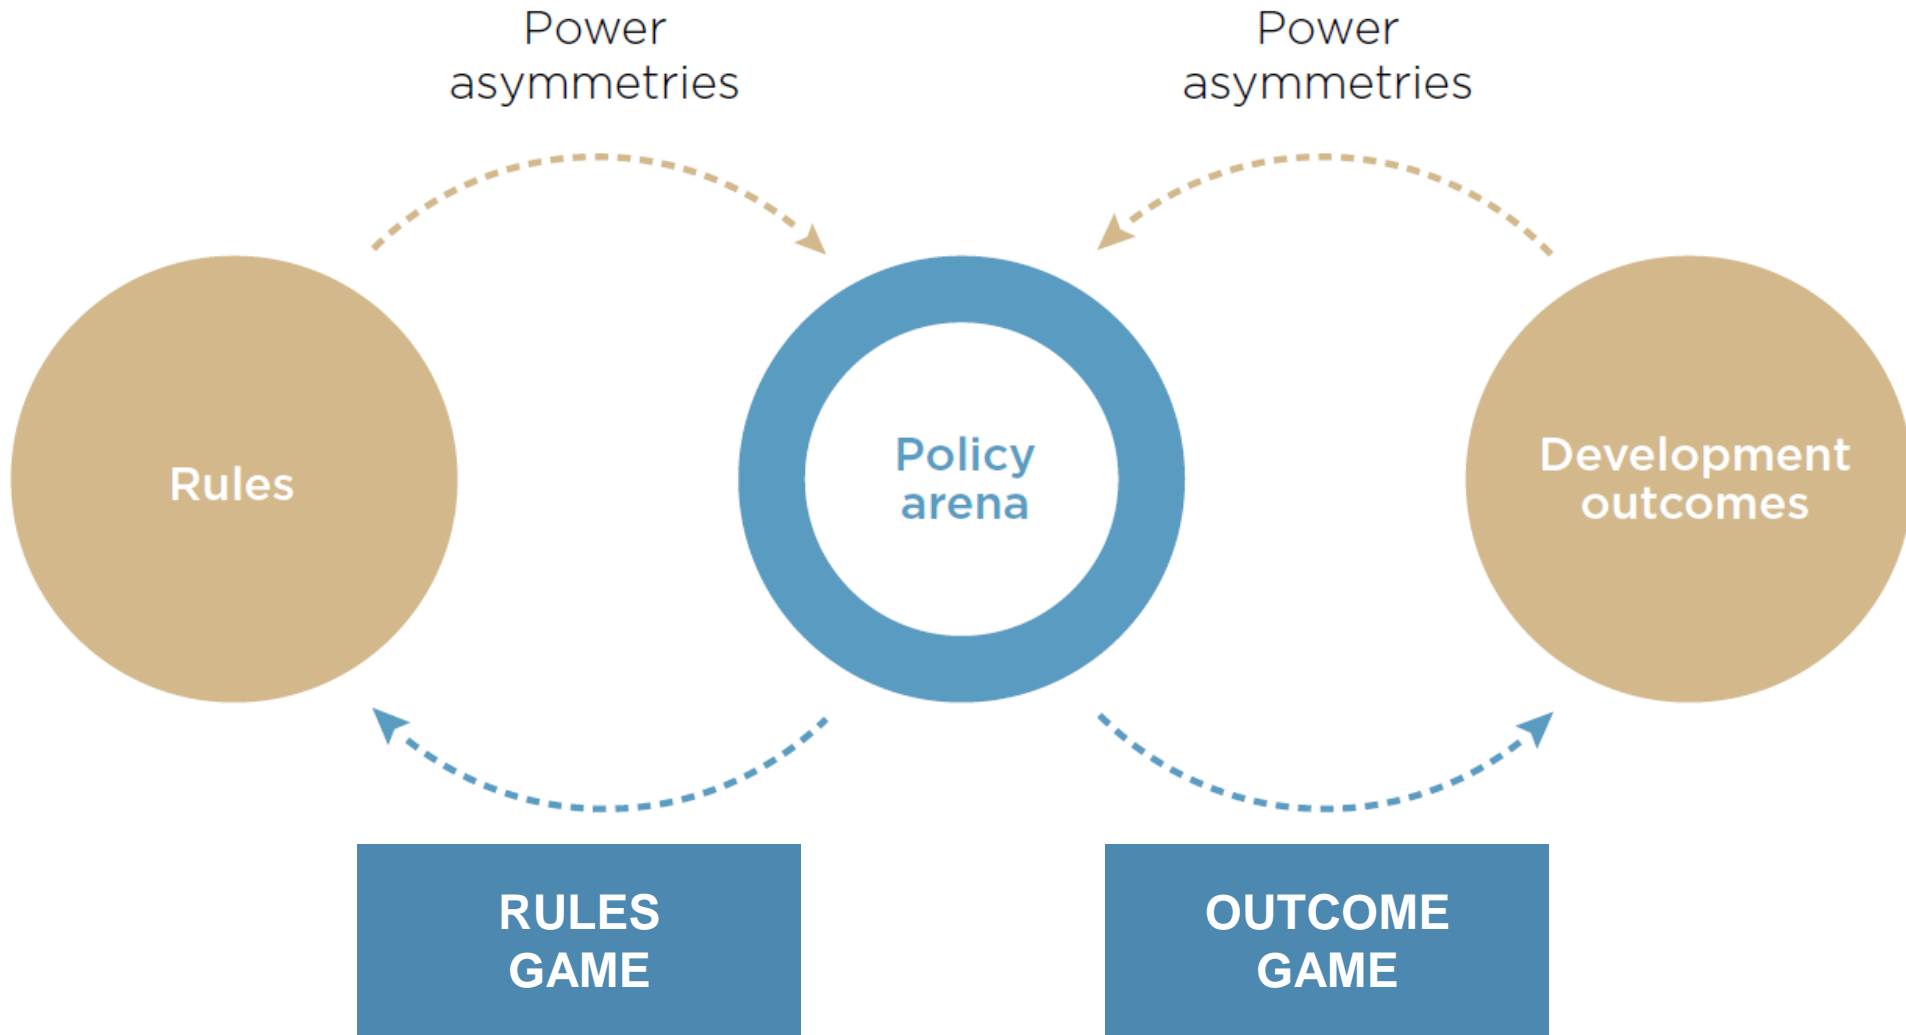 Power
asymmetries
Power
asymmetries
Rules
Policy
arena
Development
outcomes
RULES
GAME
OUTCOME
GAME